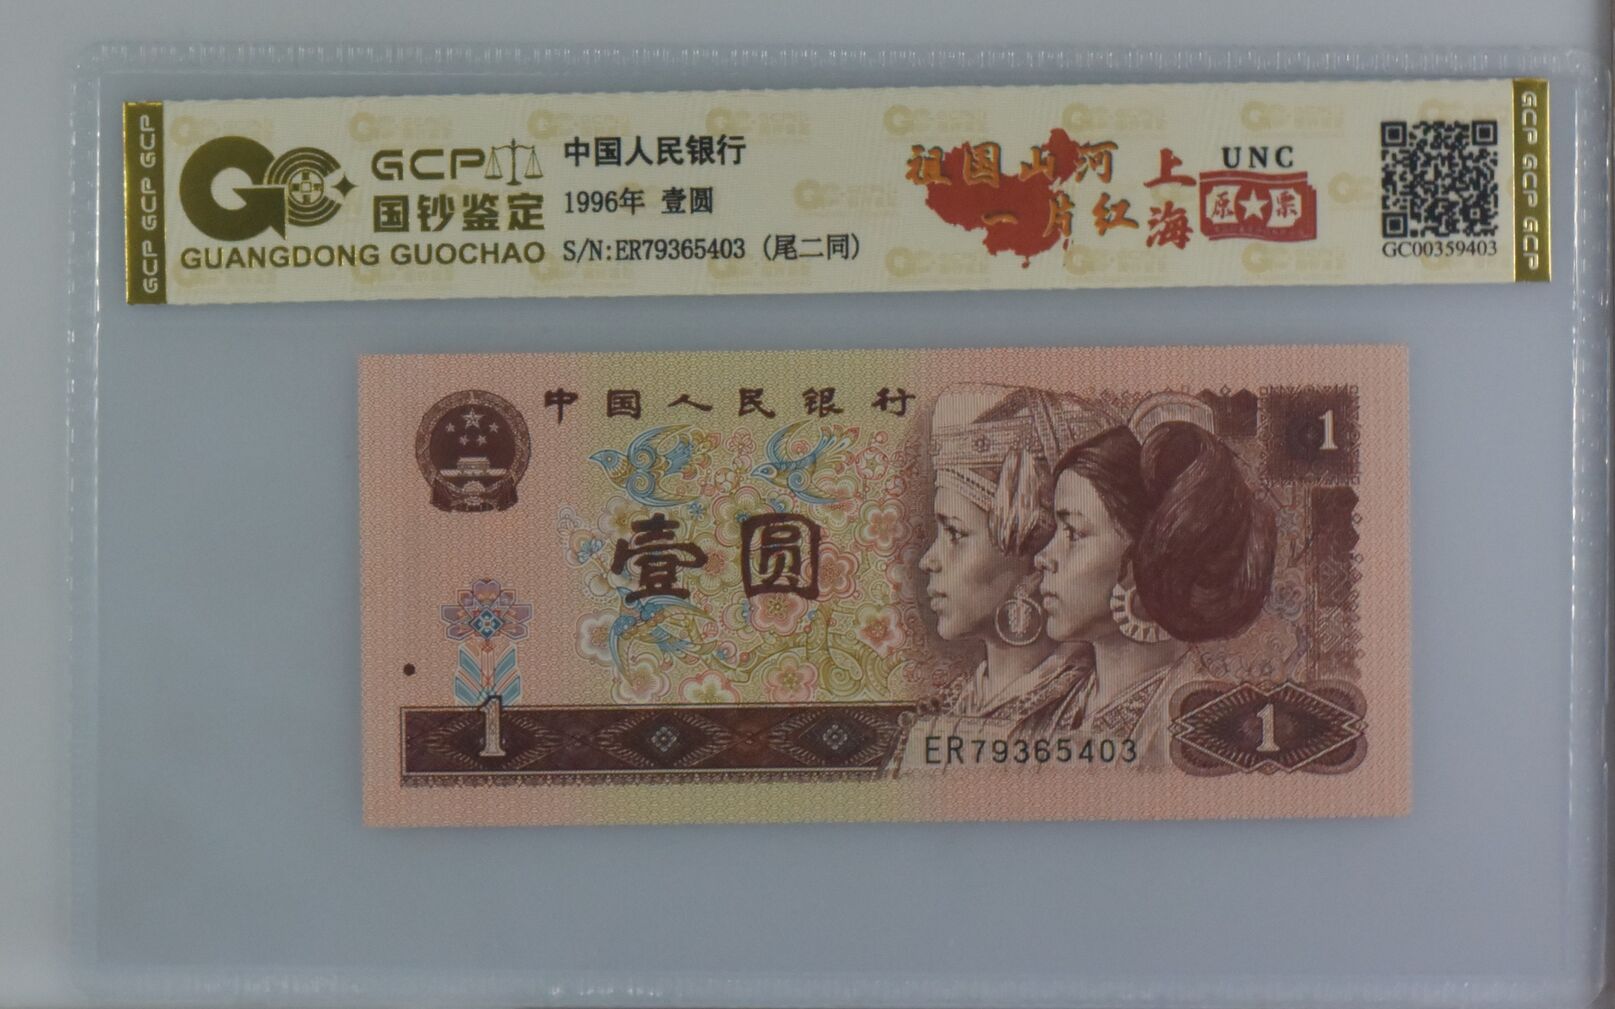 GCP GCP GCP
GCP
国钞鉴定
GUANGDONG GUOCHAO
中国人民银行
1996年 壹圆
S/N:ER79365403 (尾二同)
祖国山河
一片红
上海
UNC
原★票
GC00359403
GCP GCP GCP
中国人民银行
1
壹圆
1
ER79365403
1